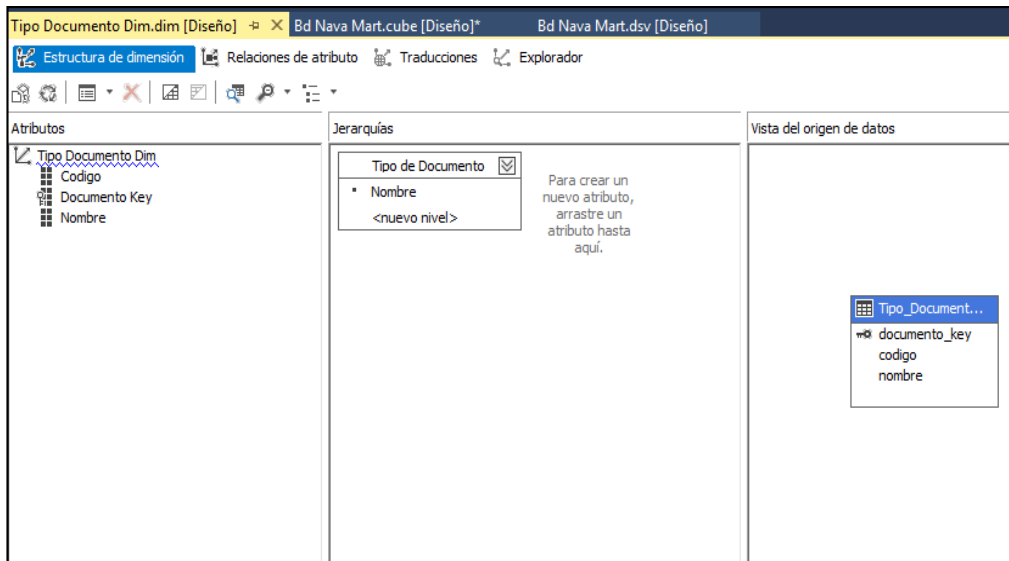 Tipo Documento Dim.dim [Diseño]
Bd Nava Mart.cube [Diseño]*
Bd Nava Mart.dsv [Diseño]
Estructura de dimensión
Relaciones de atributo
Traducciones
Explorador
Atributos
Jerarquías
Vista del origen de datos
Tipo Documento Dim
Codigo
Documento Key
Nombre
Tipo de Documento
Nombre
<nuevo nivel>
Para crear un
nuevo atributo,
arrastre un
atributo hasta
aquí.
Tipo_Document...
documento_key
codigo
nombre